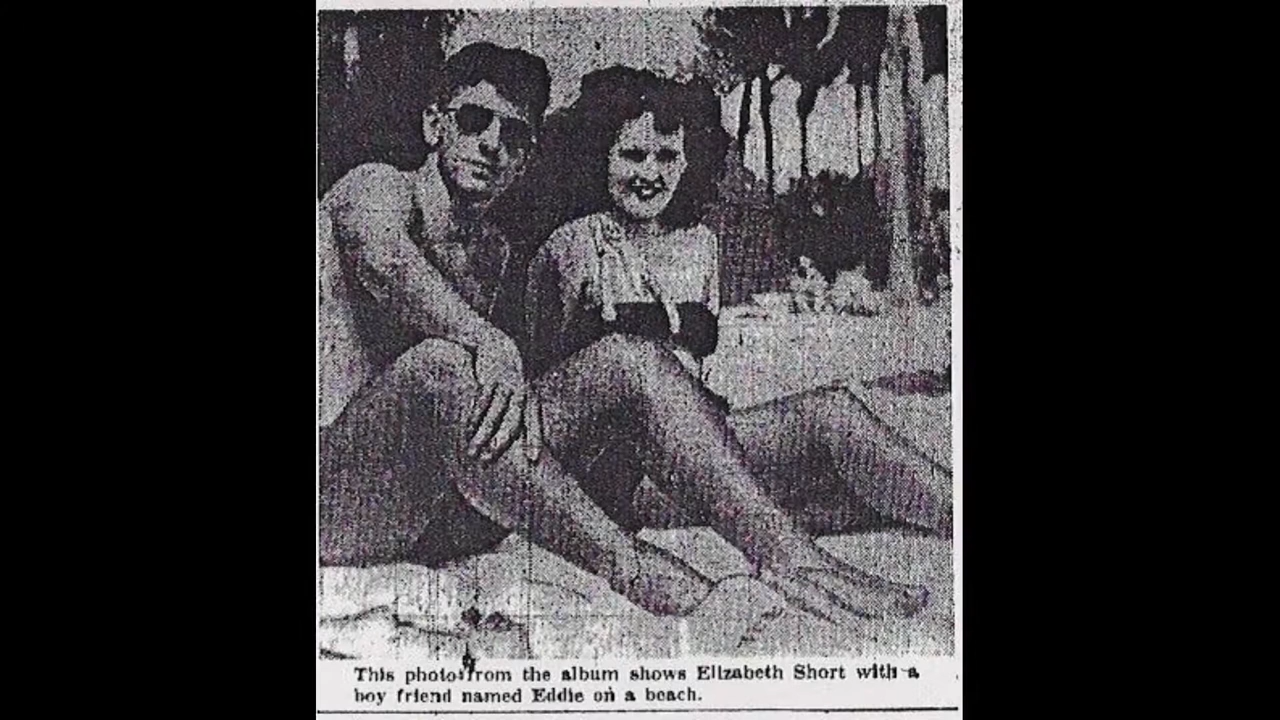 This photo from the album shows Elizabeth Short with a
boy friend named Eddie on a beach.